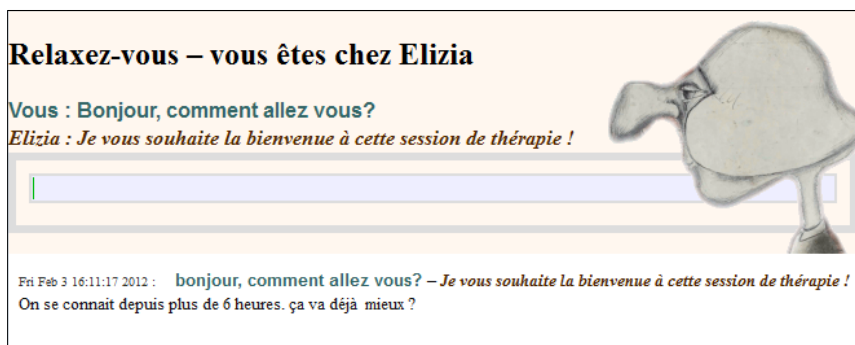 Relaxez-vous – vous êtes chez Elizia
Vous : Bonjour, comment allez vous?
Elizia : Je vous souhaite la bienvenue à cette session de thérapie !
Fri Feb 3 16:11:17 2012 : bonjour, comment allez vous? – Je vous souhaite la bienvenue à cette session de thérapie !
On se connait depuis plus de 6 heures. ça va déjà mieux ?